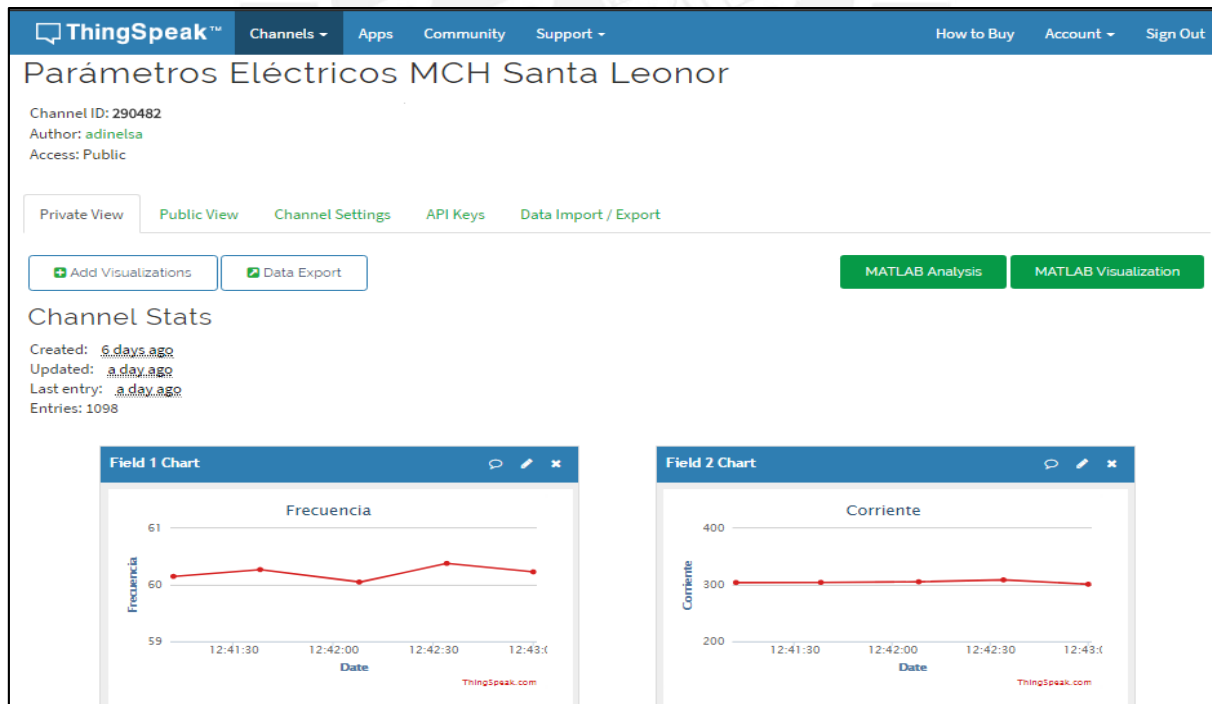 ThingSpeak™ Channels Apps Community Support How to Buy Account Sign Out
Parámetros Eléctricos MCH Santa Leonor
Channel ID: 290482
Author: adinelsa
Access: Public
Private View Public View Channel Settings API Keys Data Import / Export
Add Visualizations Data Export MATLAB Analysis MATLAB Visualization
Channel Stats
Created: 6 days ago
Updated: a day ago
Last entry: a day ago
Entries: 1098
Field 1 Chart
Frecuencia
61
60
59
Frecuencia
12:41:30 12:42:00 12:42:30 12:43:(
Date
ThingSpeak.com
Field 2 Chart
Corriente
400
300
200
Corriente
12:41:30 12:42:00 12:42:30 12:43:(
Date
ThingSpeak.com